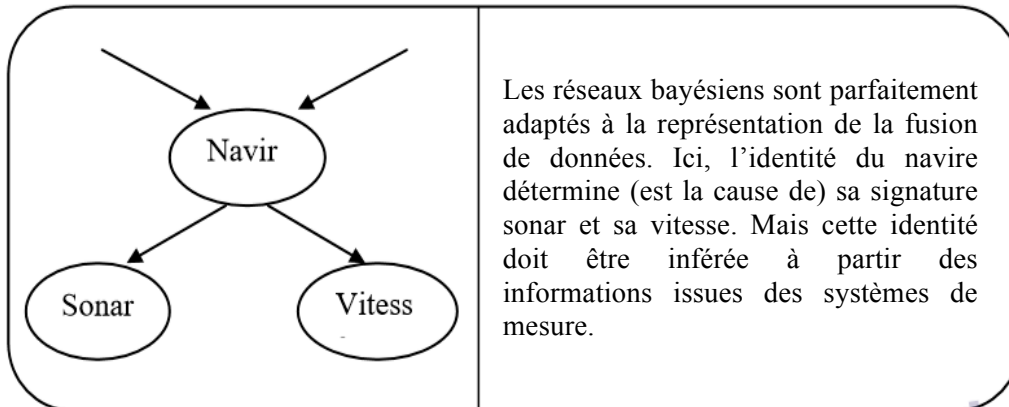 Navir
Sonar
Vitess
Les réseaux bayésiens sont parfaitement
adaptés à la représentation de la fusion
de données. Ici, l’identité du navire
détermine (est la cause de) sa signature
sonar et sa vitesse. Mais cette identité
doit être inférée à partir des
informations issues des systèmes de
mesure.